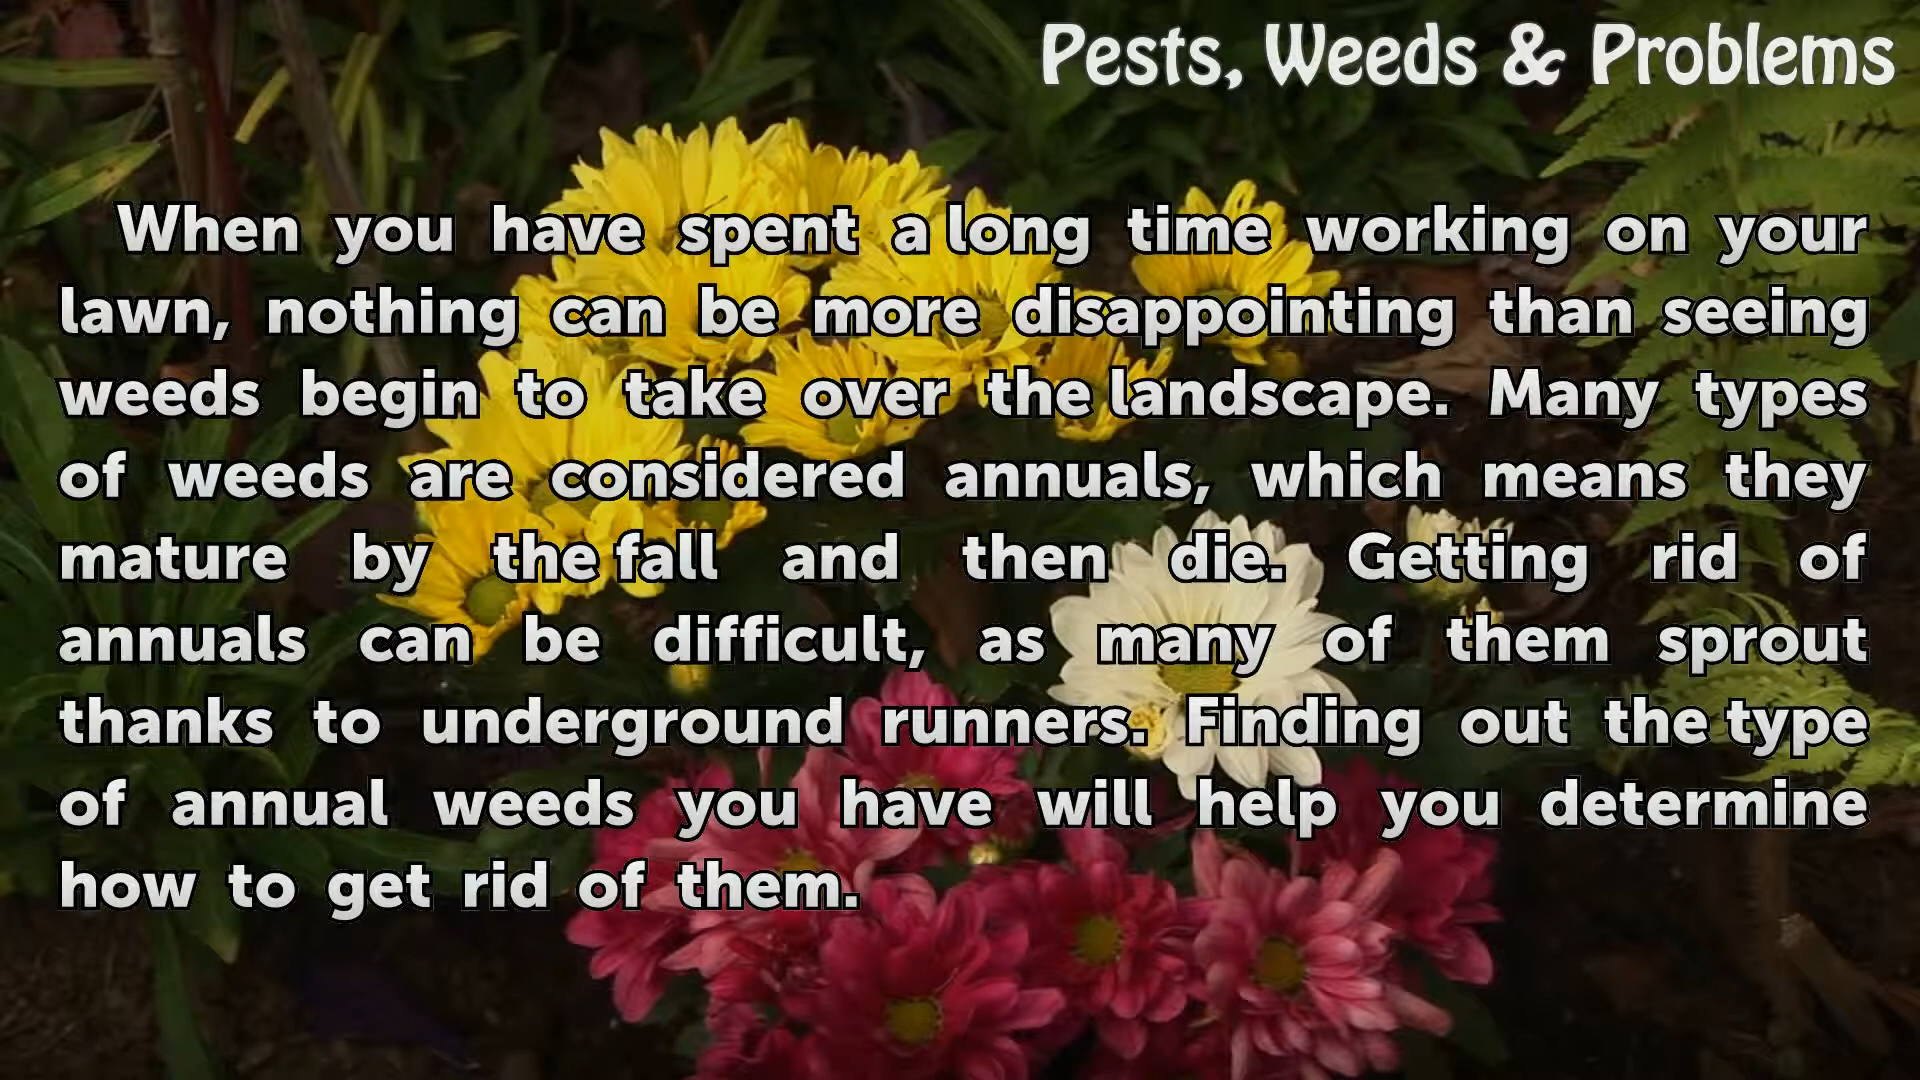 Pests, Weeds & Problems
When you have spent a long time working on your
lawn, nothing can be more disappointing than seeing
weeds begin to take over the landscape. Many types
of weeds are considered annuals, which means they
mature by the fall and then die. Getting rid of
annuals can be difficult, as many of them sprout
thanks to underground runners. Finding out the type
of annual weeds you have will help you determine
how to get rid of them.